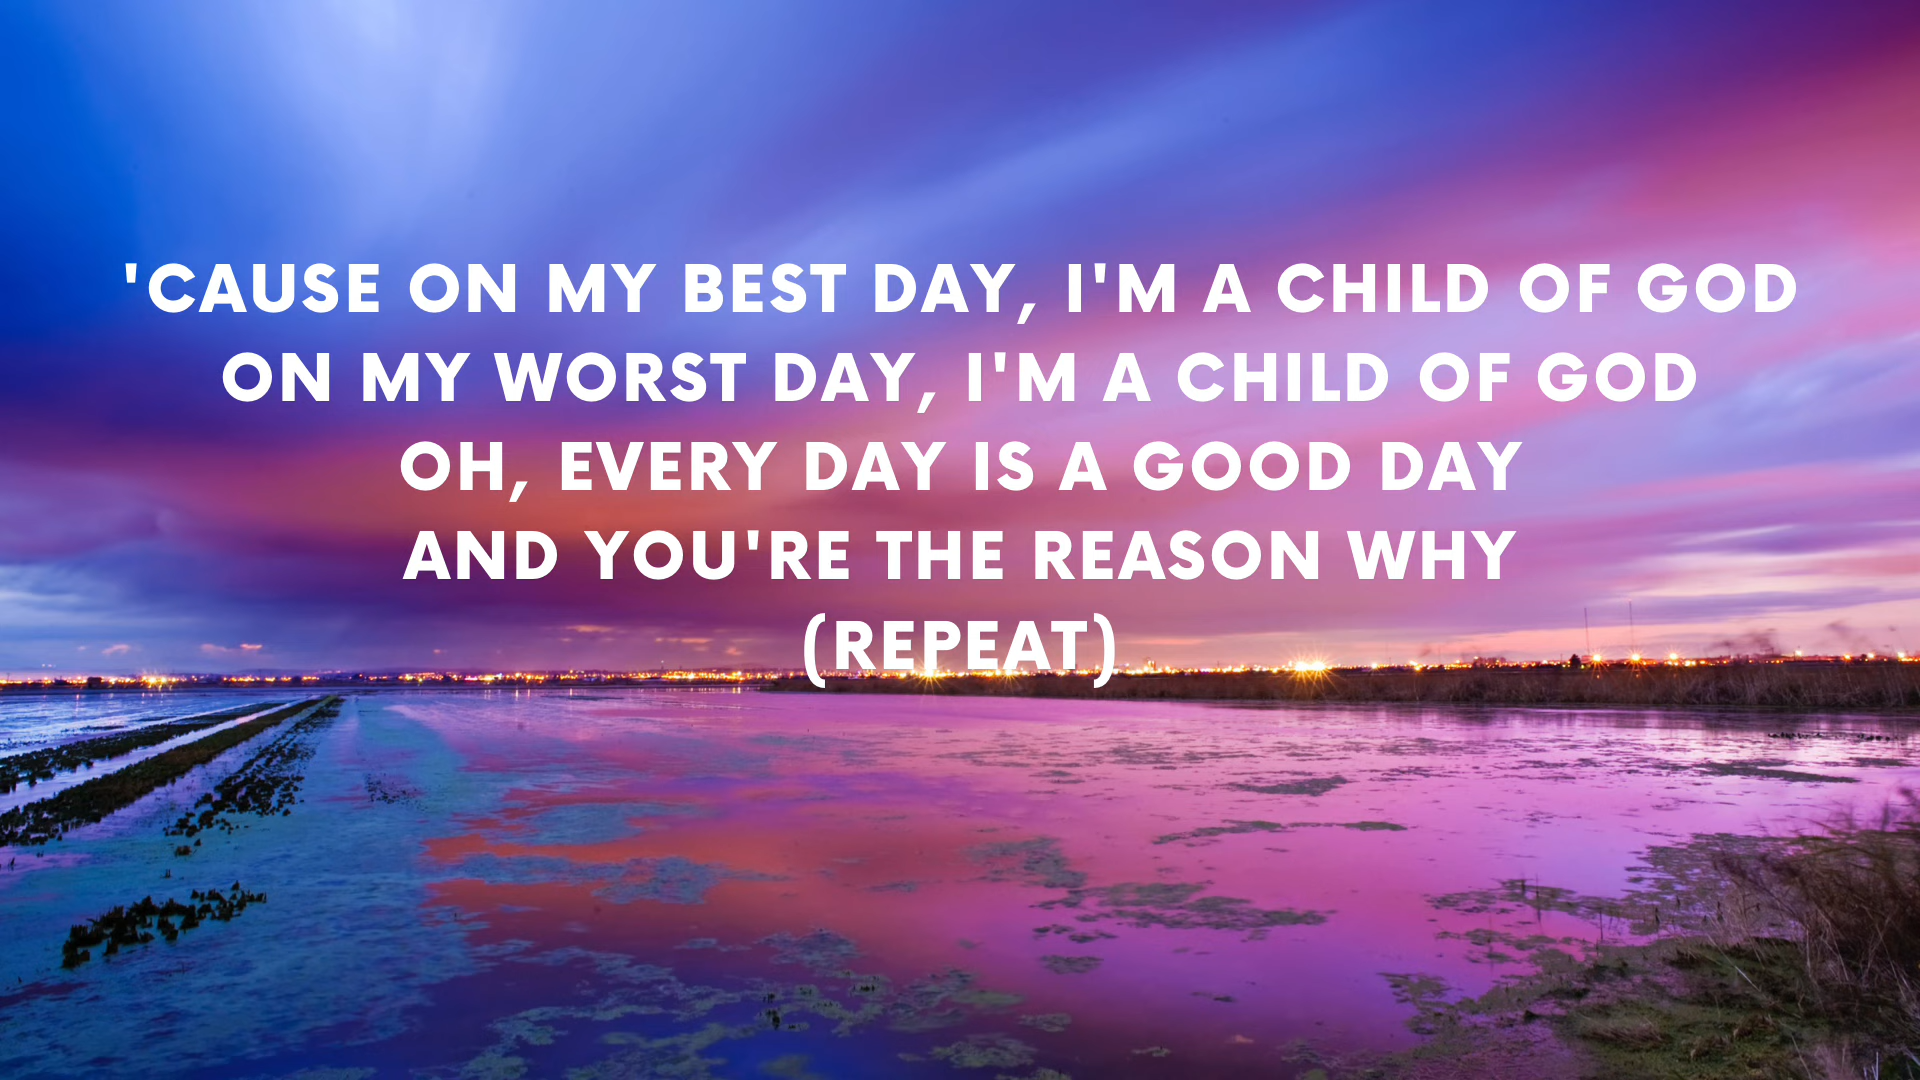 'CAUSE ON MY BEST DAY, I'M A CHILD OF GOD
ON MY WORST DAY, I'M A CHILD OF GOD
OH, EVERY DAY IS A GOOD DAY
AND YOU'RE THE REASON WHY
(REPEAT)